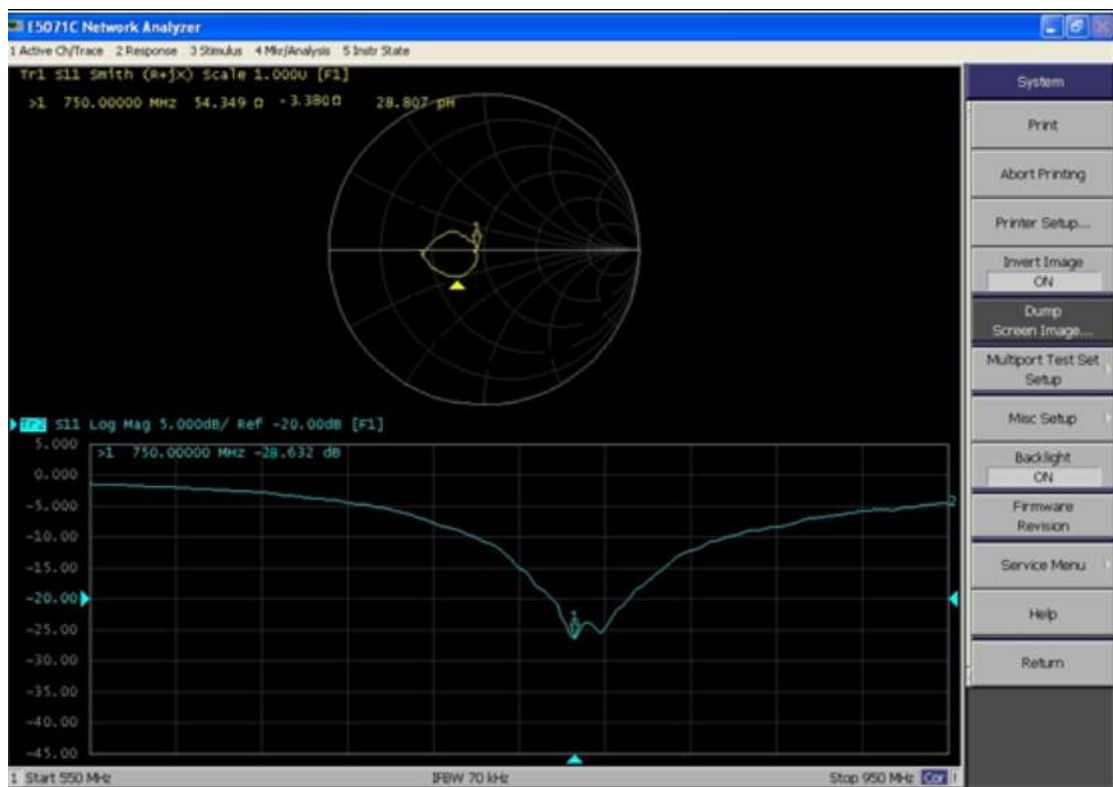 E5071C Network Analyzer
1 Active Ch/Trace 2 Response 3 Stimulus 4 Mkr/Analysis 5 Instr State
Tr1 S11 Smith (R+jX) Scale 1.000U [F1]
>1 750.00000 MHz 54.349 Ω -3.380Ω 28.807 pH
1
Tr2 S11 Log Mag 5.000dB/ Ref -20.00dB [F1]
>1 750.00000 MHz -28.632 dB
5.000
0.000
-5.000
-10.00
-15.00
-20.00
-25.00
-30.00
-35.00
-40.00
-45.00
2
1
1 Start 550 MHz IFBW 70 kHz Stop 950 MHz Cor !
System
Print
Abort Printing
Printer Setup...
Invert Image
ON
Dump
Screen Image...
Multiport Test Set
Setup
Misc Setup
Backlight
ON
Firmware
Revision
Service Menu
Help
Return